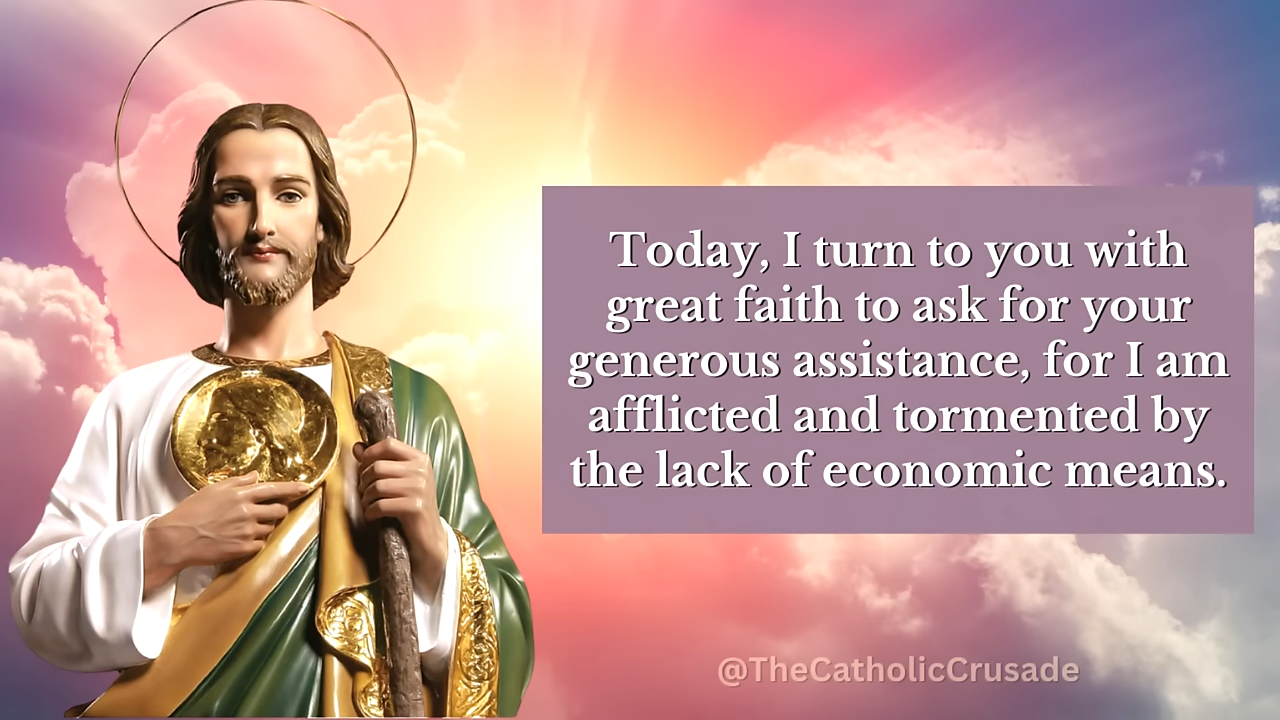 Today, I turn to you with
great faith to ask for your
generous assistance, for I am
afflicted and tormented by
the lack of economic means.
@TheCatholicCrusade